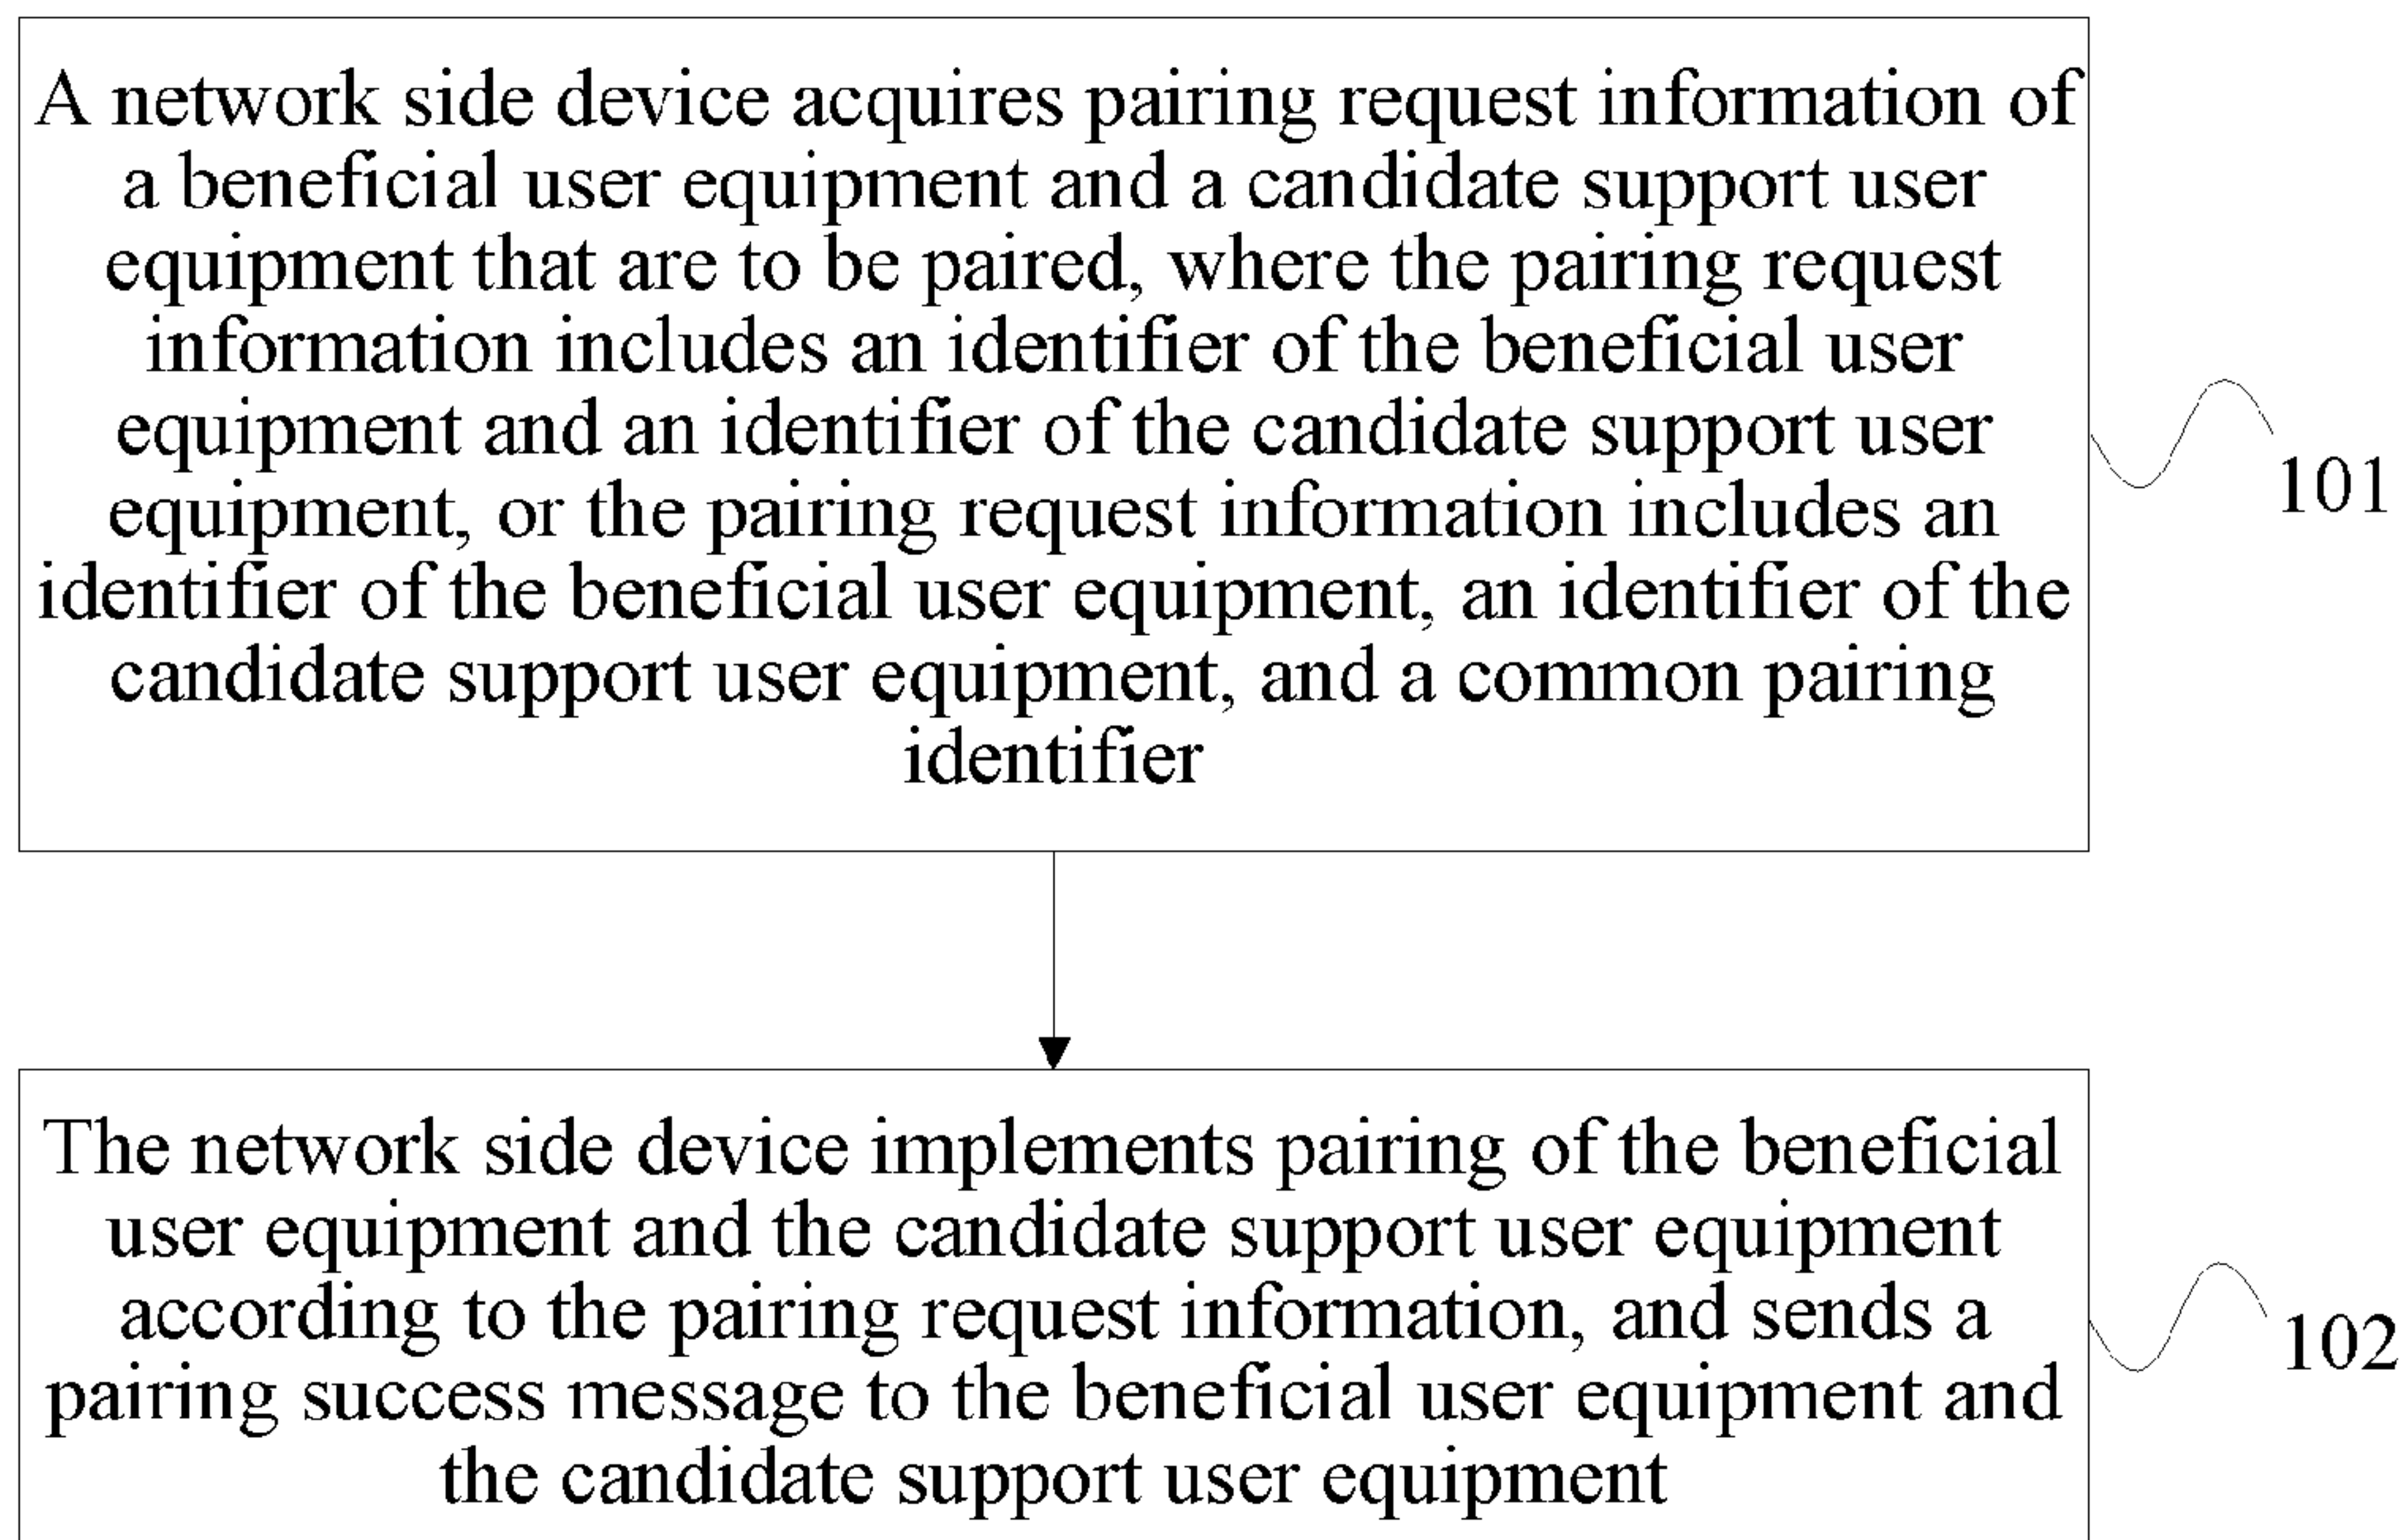 A network side device acquires pairing request information of
a beneficial user equipment and a candidate support user
equipment that are to be paired, where the pairing request
information includes an identifier of the beneficial user
equipment and an identifier of the candidate support user
equipment, or the pairing request information includes an
identifier of the beneficial user equipment, an identifier of the
candidate support user equipment, and a common pairing
identifier
101
The network side device implements pairing of the beneficial
user equipment and the candidate support user equipment
according to the pairing request information, and sends a
pairing success message to the beneficial user equipment and
the candidate support user equipment
102